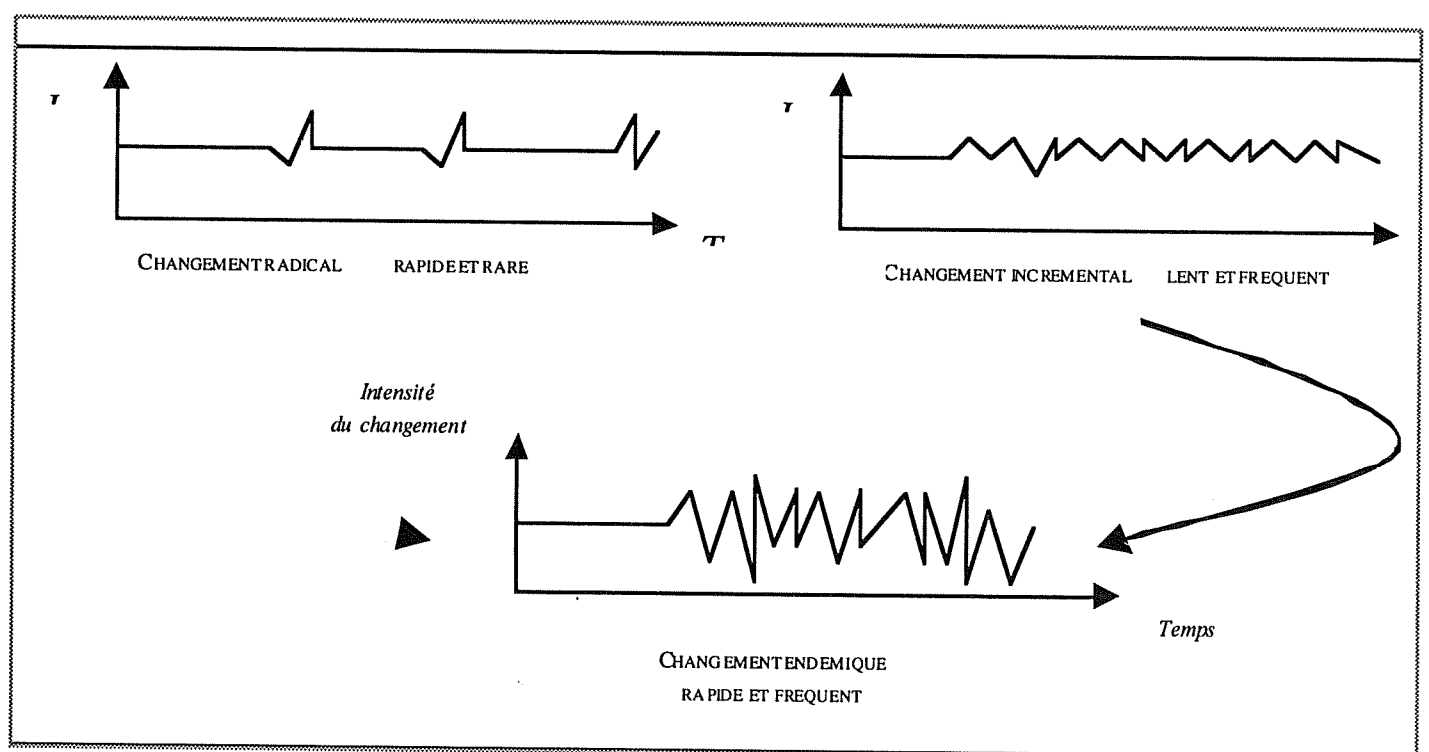 CHANGEMENT RADICAL RAPIDE ET RARE
CHANGEMENT INCREMENTAL LENT ET FREQUENT
Intensité
du changement
Temps
CHANGEMENT ENDEMIQUE
RAPIDE ET FREQUENT